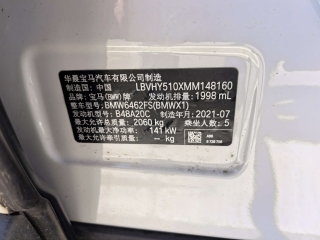 华晨宝马汽车有限公司制造
制造国：中国 LBVHY510XMM148160
品牌：宝马(BMW)牌 发动机排量：1998 mL
整车型号：BMW6462FS(BMWX1)
发动机型号：B48A20C 制造年月：2021-07
最大允许总质量：2060 kg 乘坐人数：5
发动机最大净功率：141 kW
最大允许牵引质量：- kg